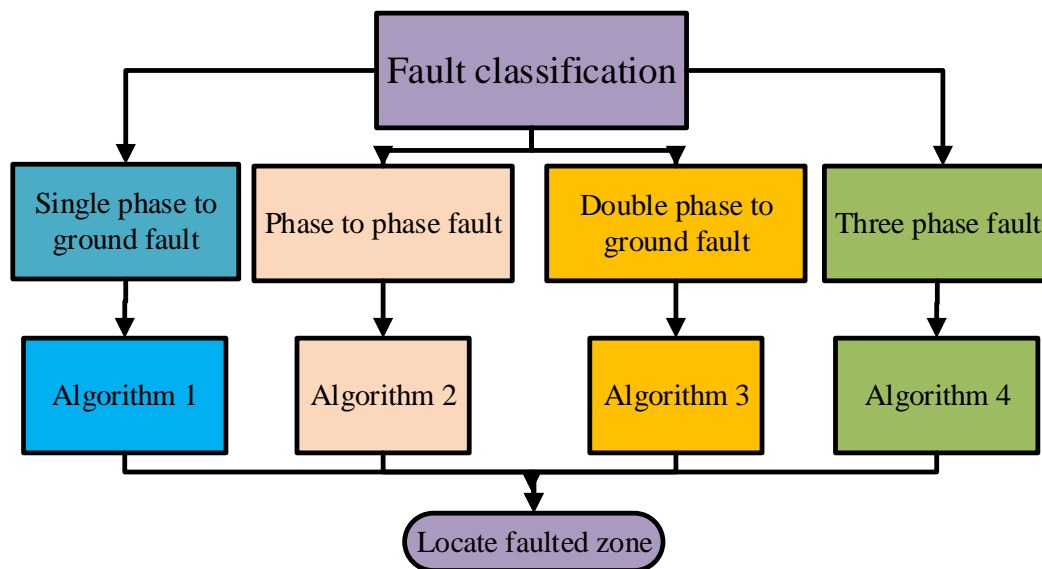 Fault classification
Single phase to
ground fault
Phase to phase fault
Double phase to
ground fault
Three phase fault
Algorithm 1
Algorithm 2
Algorithm 3
Algorithm 4
Locate faulted zone